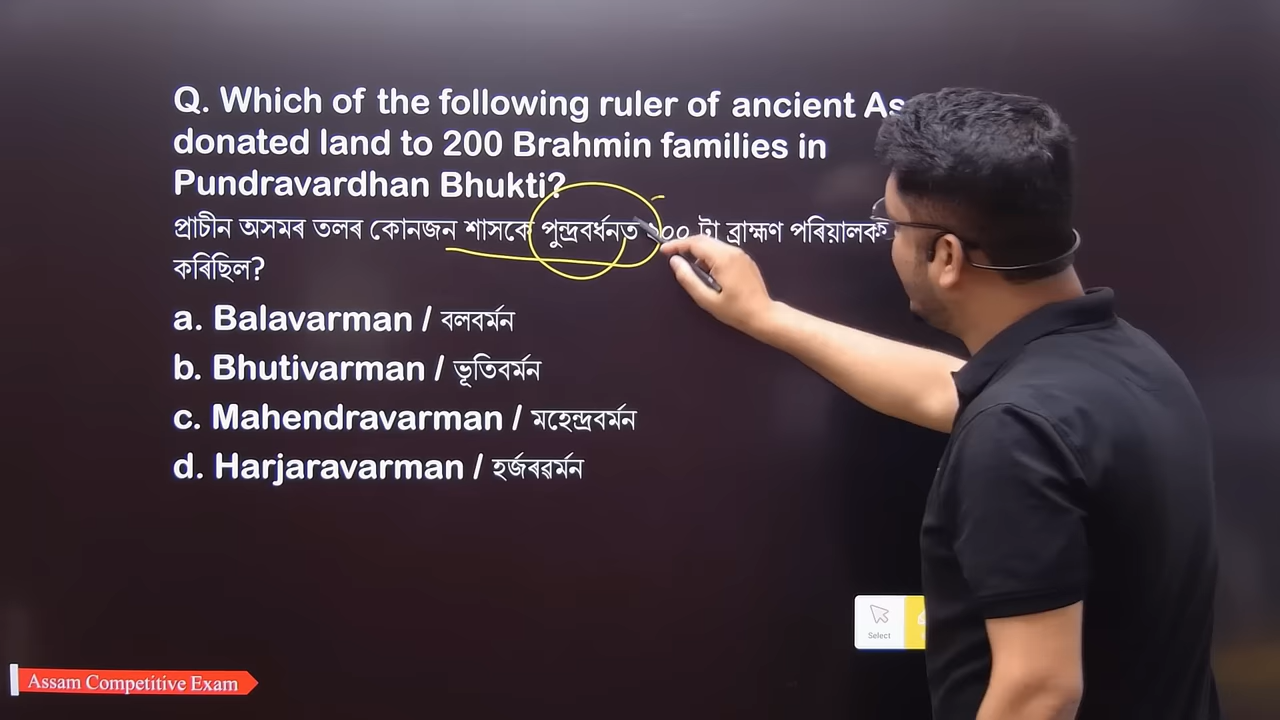 Q. Which of the following ruler of ancient
donated land to 200 Brahmin families in
Pundravardhan Bhukti?
প্ৰাচীন অসমৰ তলৰ কোনজন শাসকে পুন্দ্ৰবৰ্ধনত টা ব্ৰাহ্মণ পৰিয়ালক
কৰিছিল?
a. Balavarman / বলবৰ্মন
b. Bhutivarman / ভূতিবৰ্মন
c. Mahendravarman / মহেন্দ্ৰবৰ্মন
d. Harjaravarman / হৰ্জৰৱৰ্মন
Select
Assam Competitive Exam